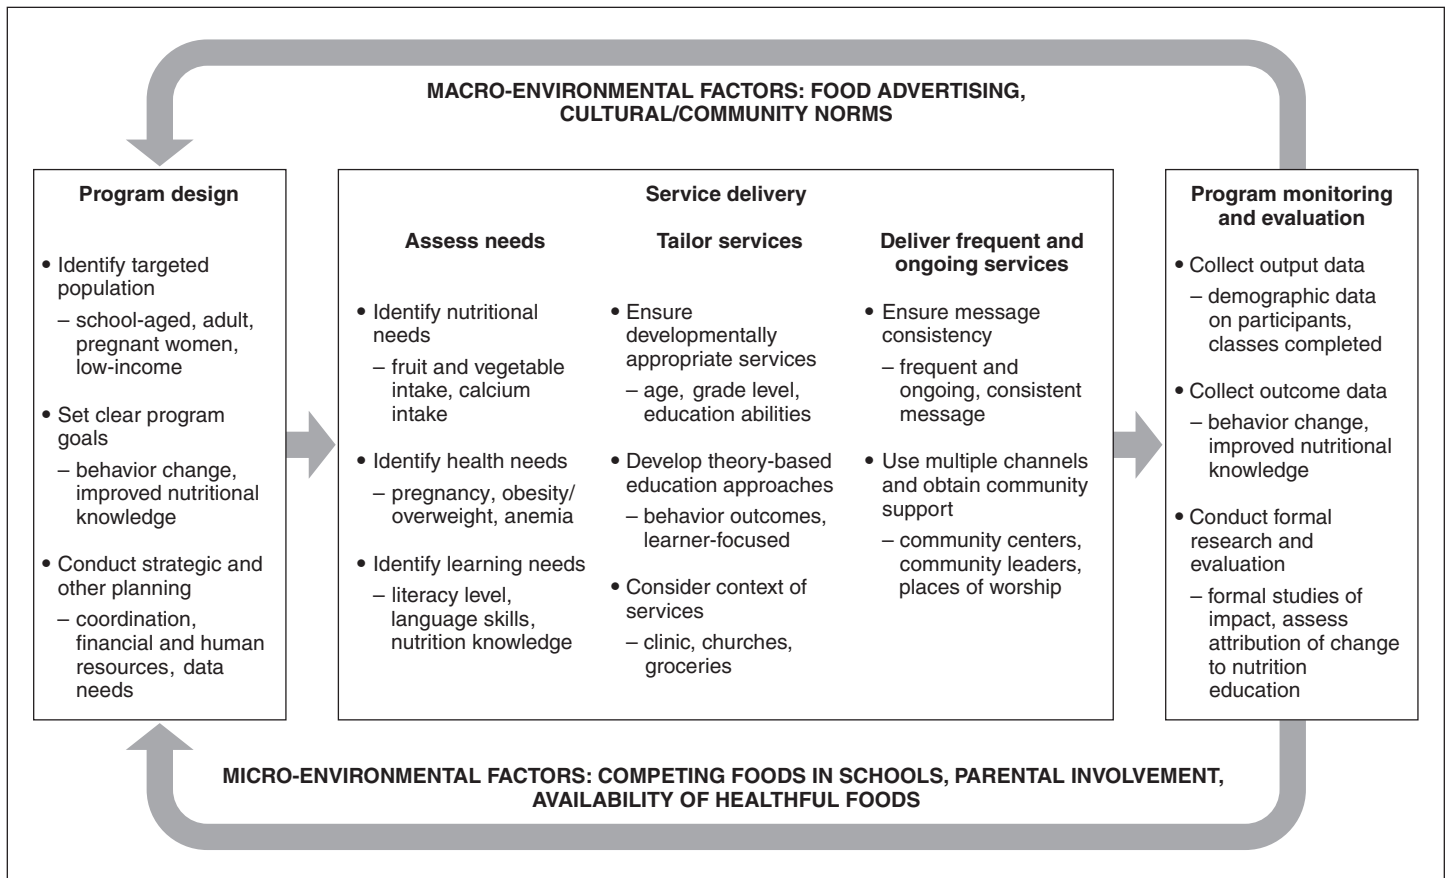 MACRO-ENVIRONMENTAL FACTORS: FOOD ADVERTISING,
CULTURAL/COMMUNITY NORMS
Program design
• Identify targeted
population
– school-aged, adult,
pregnant women,
low-income
• Set clear program
goals
– behavior change,
improved nutritional
knowledge
• Conduct strategic and
other planning
– coordination,
financial and human
resources, data
needs
Service delivery
Assess needs
• Identify nutritional
needs
– fruit and vegetable
intake, calcium
intake
• Identify health needs
– pregnancy, obesity/
overweight, anemia
• Identify learning needs
– literacy level,
language skills,
nutrition knowledge
Tailor services
• Ensure
developmentally
appropriate services
– age, grade level,
education abilities
• Develop theory-based
education approaches
– behavior outcomes,
learner-focused
• Consider context of
services
– clinic, churches,
groceries
Deliver frequent and
ongoing services
• Ensure message
consistency
– frequent and
ongoing, consistent
message
• Use multiple channels
and obtain community
support
– community centers,
community leaders,
places of worship
Program monitoring
and evaluation
• Collect output data
– demographic data
on participants,
classes completed
• Collect outcome data
– behavior change,
improved nutritional
knowledge
• Conduct formal
research and
evaluation
– formal studies of
impact, assess
attribution of change
to nutrition
education
MICRO-ENVIRONMENTAL FACTORS: COMPETING FOODS IN SCHOOLS, PARENTAL INVOLVEMENT,
AVAILABILITY OF HEALTHFUL FOODS